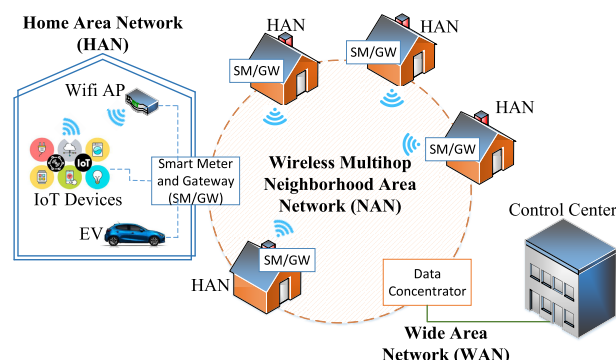 Home Area Network
(HAN)
Wifi AP
IoT
IoT Devices
EV
Smart Meter
and Gateway
(SM/GW)
HAN
SM/GW
HAN
SM/GW
HAN
SM/GW
Wireless Multihop
Neighborhood Area
Network (NAN)
HAN
SM/GW
Control Center
Data
Concentrator
Wide Area
Network (WAN)